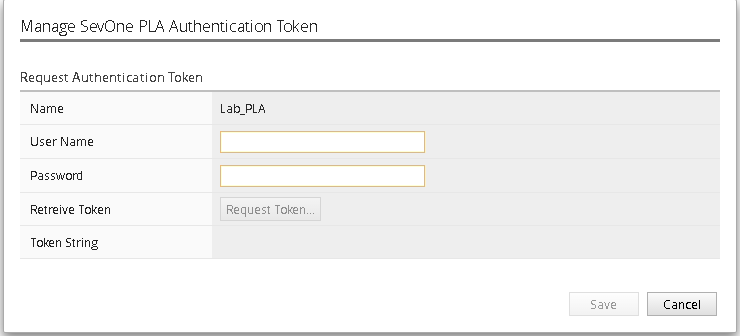 Manage SevOne PLA Authentication Token
Request Authentication Token
Name Lab_PLA
User Name
Password
Retreive Token Request Token...
Token String
Save Cancel